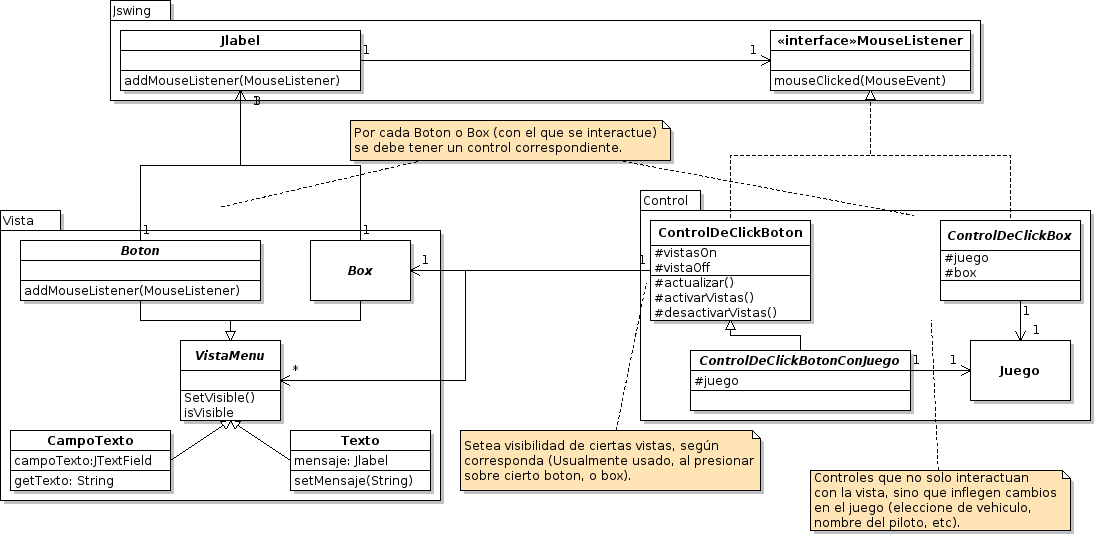 Jswing
Jlabel
addMouseListener(MouseListener)
1
1
«interface»MouseListener
mouseClicked(MouseEvent)
Por cada Boton o Box (con el que se interactue)
se debe tener un control correspondiente.
Vista
1
Boton
addMouseListener(MouseListener)
1
Box
1
VistaMenu
SetVisible()
isVisible
*
CampoTexto
campoTexto:JTextField
getTexto: String
Texto
mensaje: Jlabel
setMensaje(String)
Control
1
ControlDeClickBoton
#vistasOn
#vistaOff
#actualizar()
#activarVistas()
#desactivarVistas()
ControlDeClickBox
#juego
#box
1
1
ControlDeClickBotonConJuego
#juego
1
1
Juego
Setea visibilidad de ciertas vistas, según
corresponda (Usualmente usado, al presionar
sobre cierto boton, o box).
Controles que no solo interactuan
con la vista, sino que inflegen cambios
en el juego (eleccione de vehiculo,
nombre del piloto, etc).